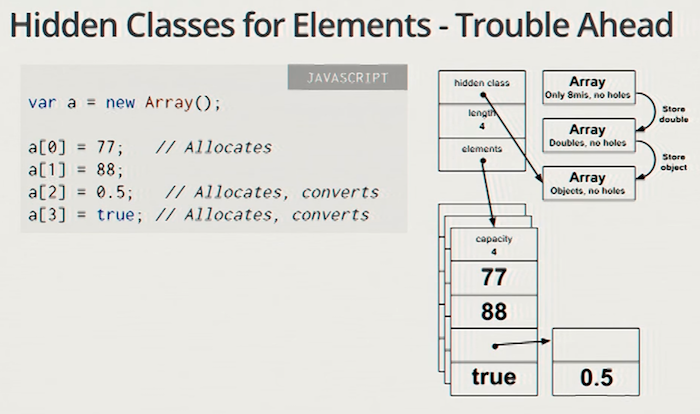 Hidden Classes for Elements - Trouble Ahead
JAVASCRIPT
var a = new Array();
a[0] = 77;   // Allocates
a[1] = 88;
a[2] = 0.5;   // Allocates, converts
a[3] = true; // Allocates, converts
hidden class
length
4
elements
Array
Only Smis, no holes
Store
double
Array
Doubles, no holes
Store
object
Array
Objects, no holes
capacity
4
77
88
true
0.5